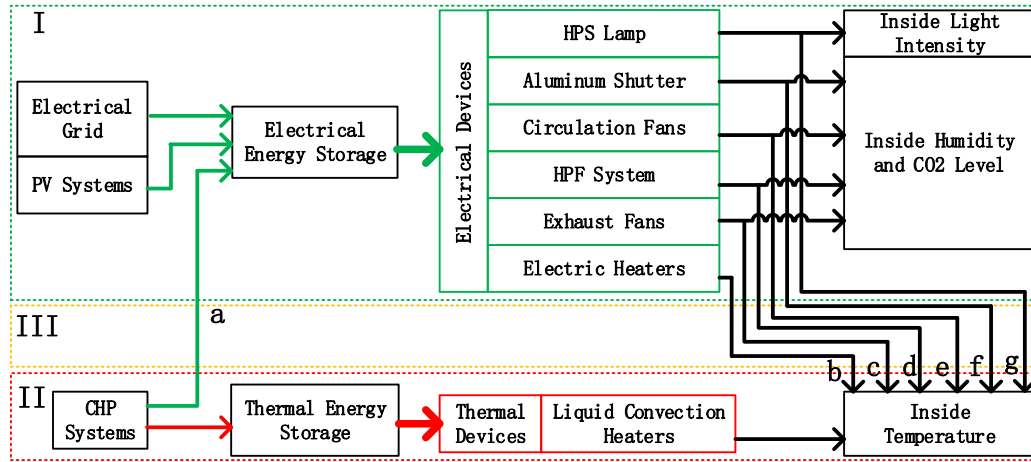 I
Electrical
Grid
PV Systems
Electrical
Energy Storage
Electrical Devices
HPS Lamp
Aluminum Shutter
Circulation Fans
HPF System
Exhaust Fans
Electric Heaters
Inside Light
Intensity
Inside Humidity
and CO2 Level
III
a
b
c
d
e
f
g
II
CHP
Systems
Thermal Energy
Storage
Thermal
Devices
Liquid Convection
Heaters
Inside
Temperature